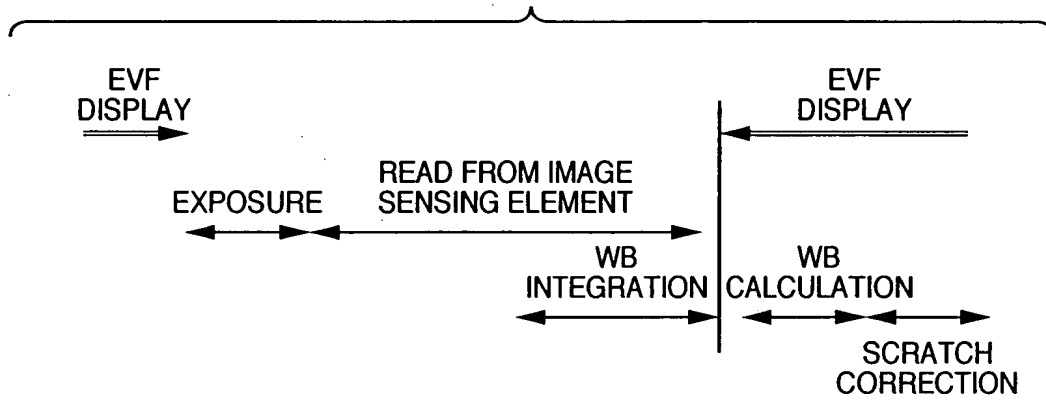 EVF
DISPLAY
EVF
DISPLAY
EXPOSURE
READ FROM IMAGE
SENSING ELEMENT
WB
INTEGRATION
WB
CALCULATION
SCRATCH
CORRECTION